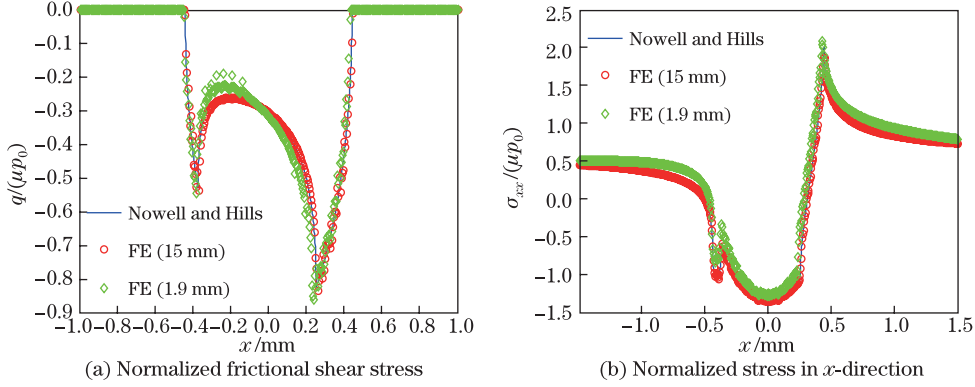 0
−0.1
−0.2
−0.3
−0.4
−0.5
−0.6
−0.7
−0.8
−0.9
q/(μp₀)
Nowell and Hills
FE (15 mm)
FE (1.9 mm)
−1.0 −0.8 −0.6 −0.4 −0.2 0.0 0.2 0.4 0.6 0.8 1.0
x/mm
(a) Normalized frictional shear stress
2.5
2.0
1.5
1.0
0.5
0.0
−0.5
−1.0
−1.5
σₓₓ/(μp₀)
Nowell and Hills
FE (15 mm)
FE (1.9 mm)
−1.0 −0.5 0.0 0.5 1.0 1.5
x/mm
(b) Normalized stress in x-direction